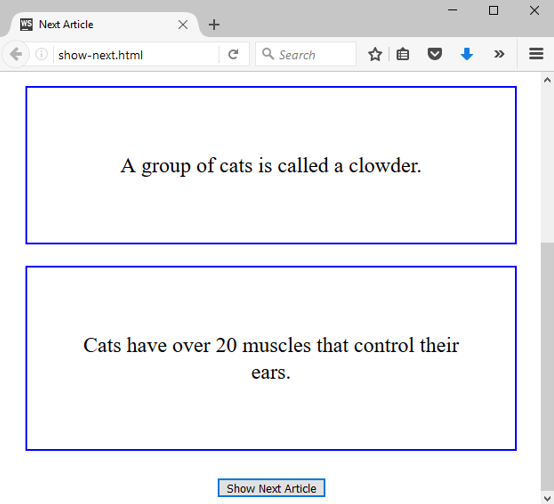 WS Next Article
show-next.html
Search
A group of cats is called a clowder.
Cats have over 20 muscles that control their
ears.
Show Next Article